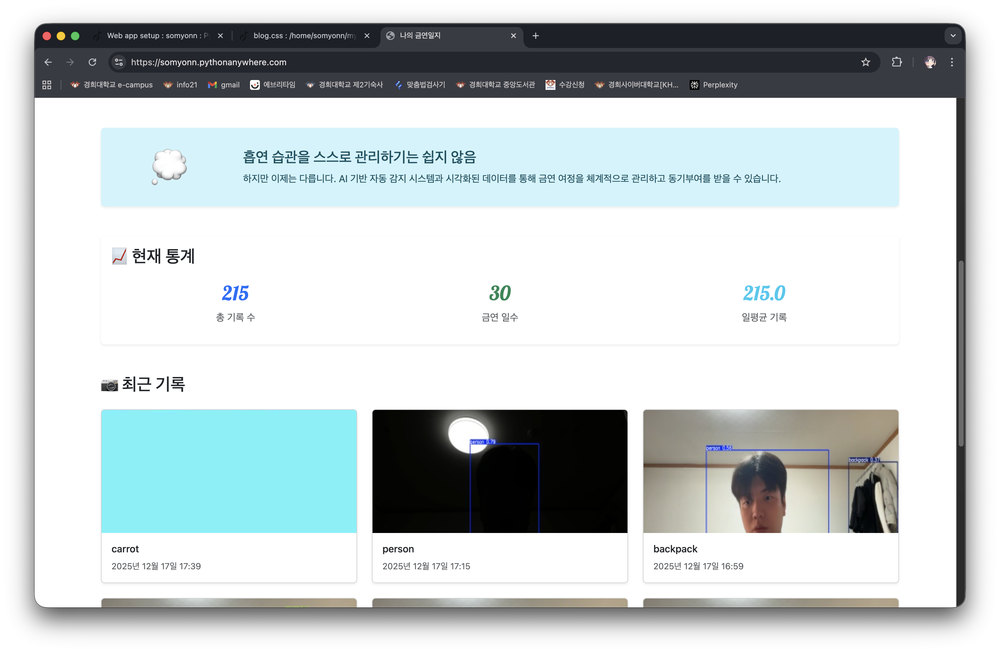 Web app setup : somyonn : Py
blog.css : /home/somyonn/my
나의 금연일지
https://somyonn.pythonanywhere.com
경희대학교 e-campus
info21
gmail
에브리타임
경희대학교 제2기숙사
맞춤법검사기
경희대학교 중앙도서관
수강신청
경희사이버대학교[KH...
Perplexity
흡연 습관을 스스로 관리하기는 쉽지 않음
하지만 이제는 다릅니다. AI 기반 자동 감지 시스템과 시각화된 데이터를 통해 금연 여정을 체계적으로 관리하고 동기부여를 받을 수 있습니다.
현재 통계
215
30
215.0
총 기록 수
금연 일수
일평균 기록
최근 기록
person 0.79
person 0.56
backpack 0.37
carrot
person
backpack
2025년 12월 17일 17:39
2025년 12월 17일 17:15
2025년 12월 17일 16:59